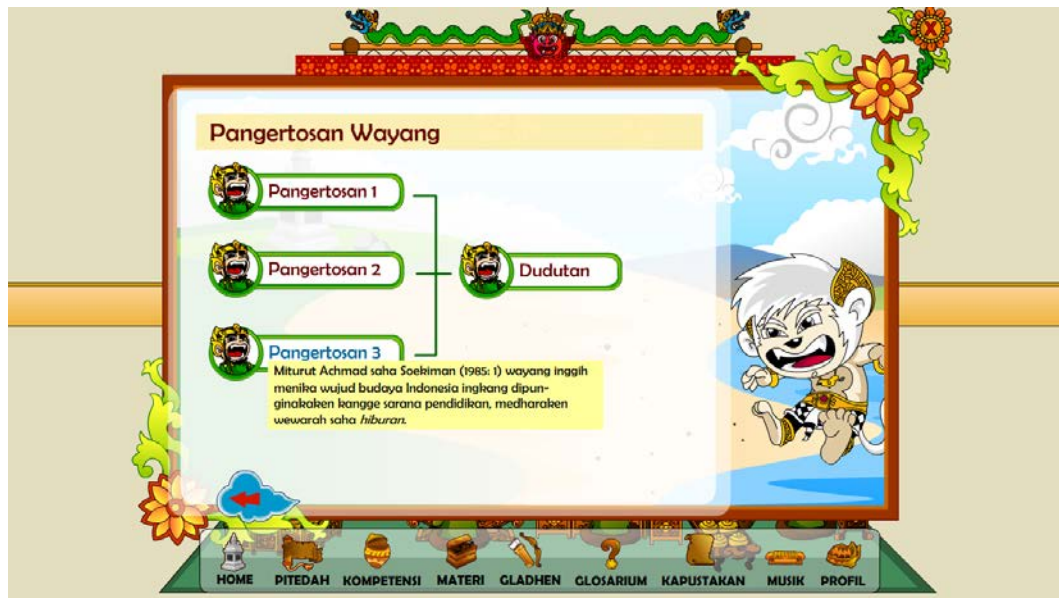 Pangertosan Wayang
Pangertosan 1
Pangertosan 2
Dudutan
Pangertosan 3
Miturut Achmad saha Soekiman (1985: 1) wayang inggih
menika wujud budaya Indonesia ingkang dipun-
ginakaken kangge sarana pendidikan, medharaken
wewarah saha hiburan.
HOME PITEDAH KOMPETENSI MATERI GLADHEN GLOSARIUM KAPUSTAKAN MUSIK PROFIL